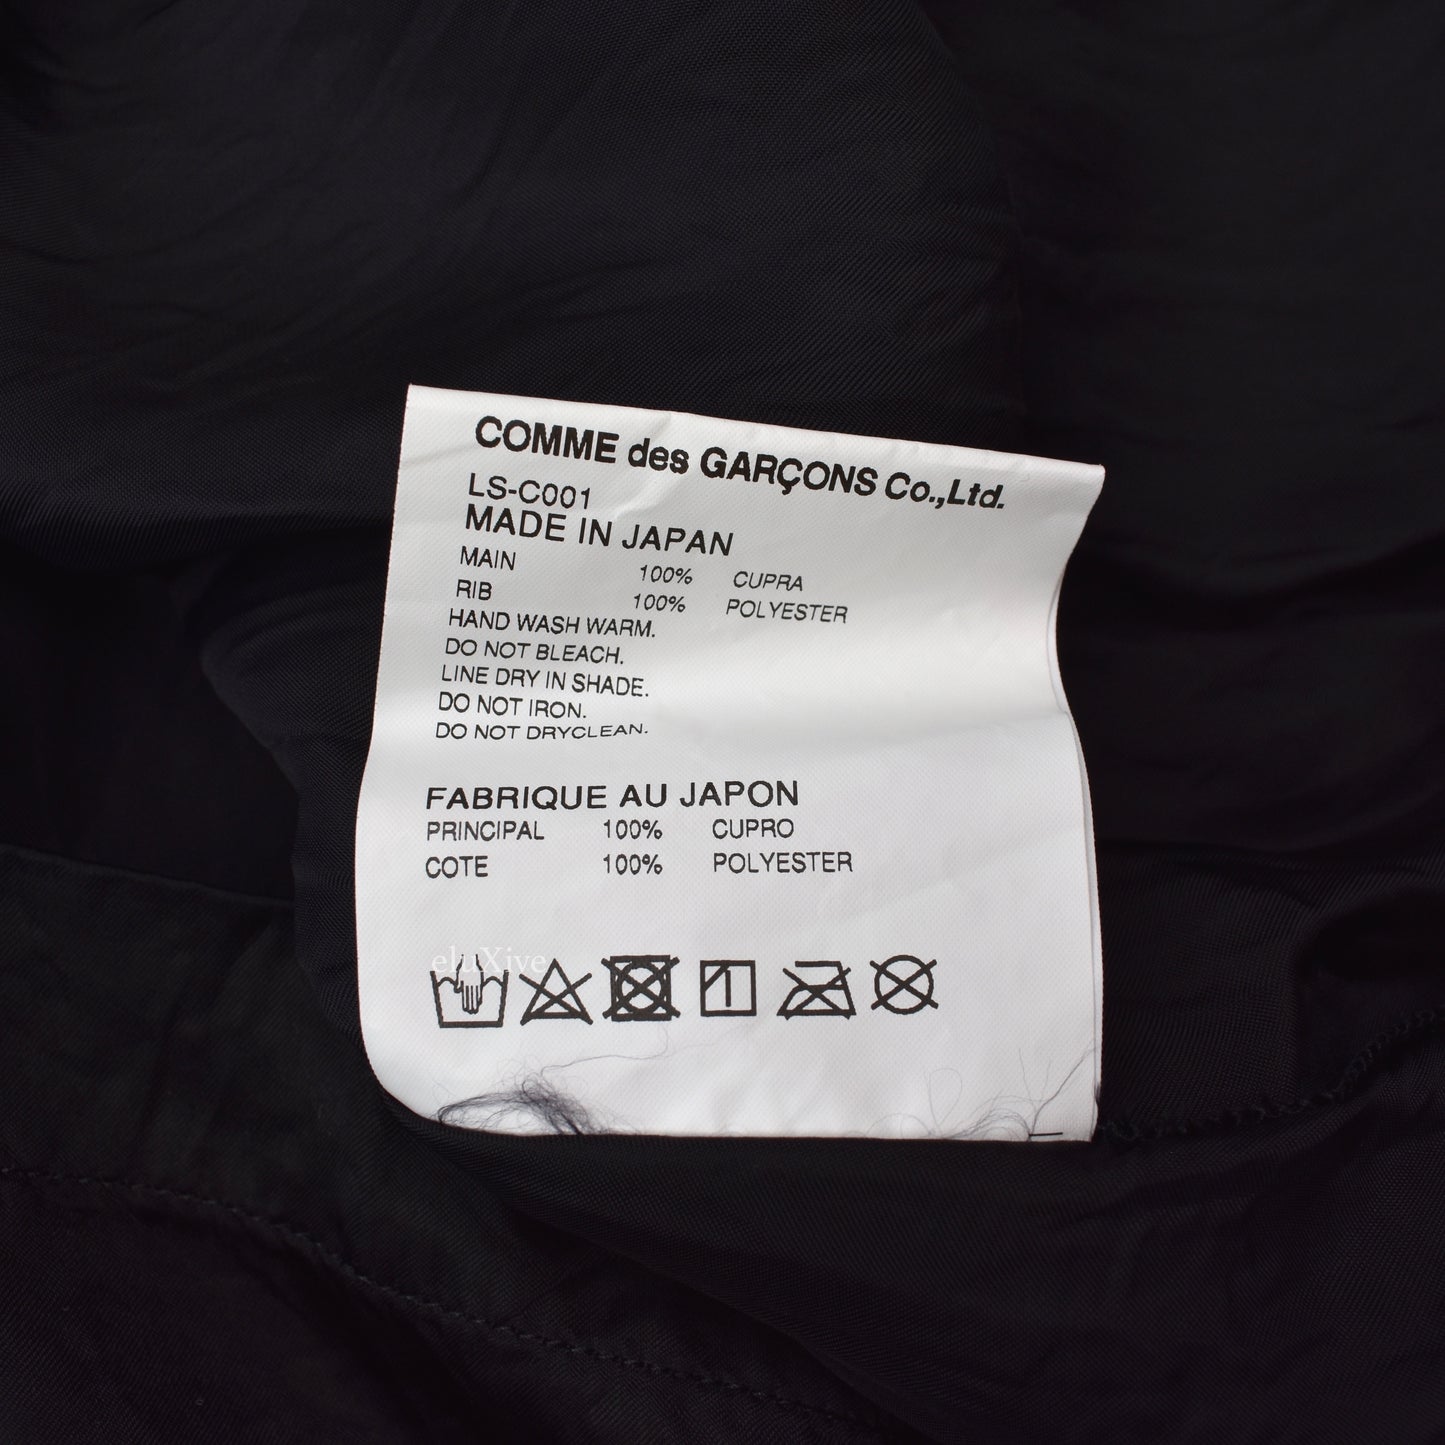 COMME des GARÇONS Co.,Ltd.
LS-C001
MADE IN JAPAN
MAIN 100% CUPRA
RIB 100% POLYESTER
HAND WASH WARM.
DO NOT BLEACH.
LINE DRY IN SHADE.
DO NOT IRON.
DO NOT DRYCLEAN.
FABRIQUE AU JAPON
PRINCIPAL 100% CUPRO
COTE 100% POLYESTER
eluXive